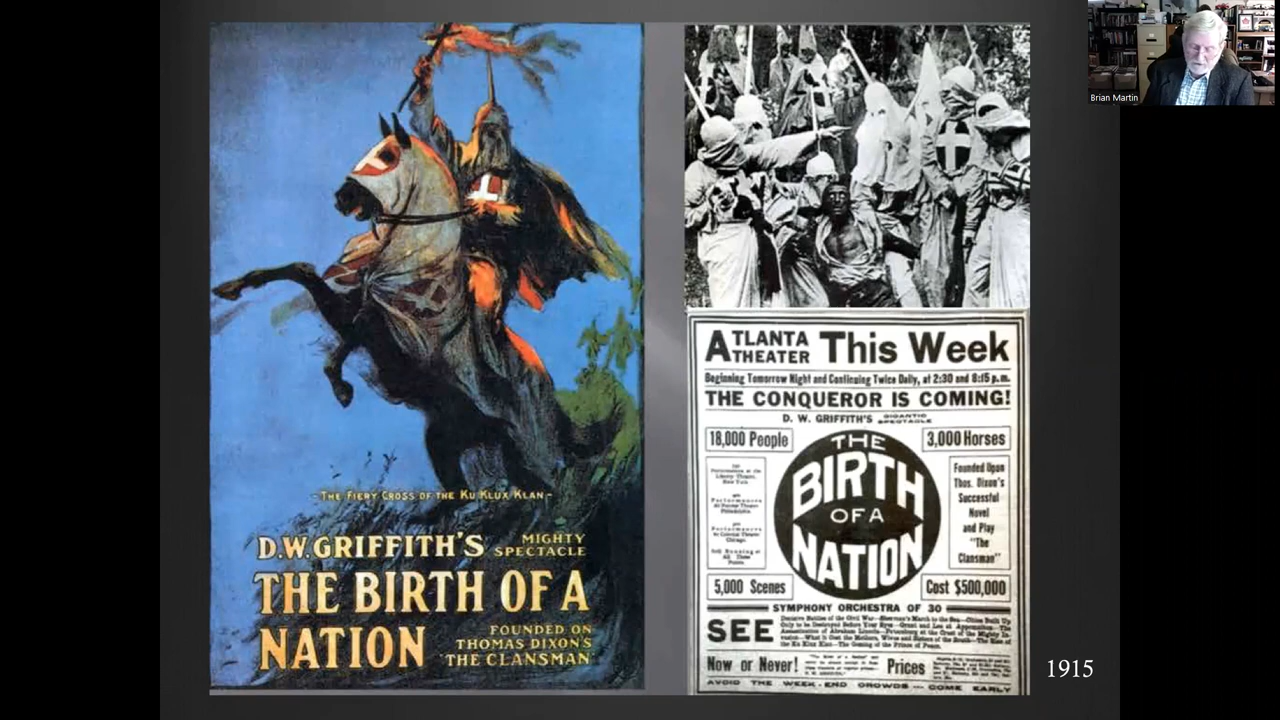 ~THE FIERY CROSS OF THE KU KLUX KLAN~
D.W.GRIFFITH'S MIGHTY SPECTACLE
THE BIRTH OF A
NATION
FOUNDED ON
THOMAS DIXON'S
"THE CLANSMAN"
ATLANTA THEATER This Week
Beginning Tomorrow Night and Continuing Twice Daily, at 2:30 and 8:15 p.m.
THE CONQUEROR IS COMING!
D. W. GRIFFITH'S GIGANTIC SPECTACLE
18,000 People
3,000 Horses
THE
BIRTH
OF A
NATION
Founded Upon
Thos. Dixon's
Successful
Novel
and Play
"The
Clansman"
5,000 Scenes
Cost $500,000
SYMPHONY ORCHESTRA OF 30
SEE
Now or Never!
Prices
AVOID THE WEEK-END CROWDS - COME EARLY
1915
Brian Martin